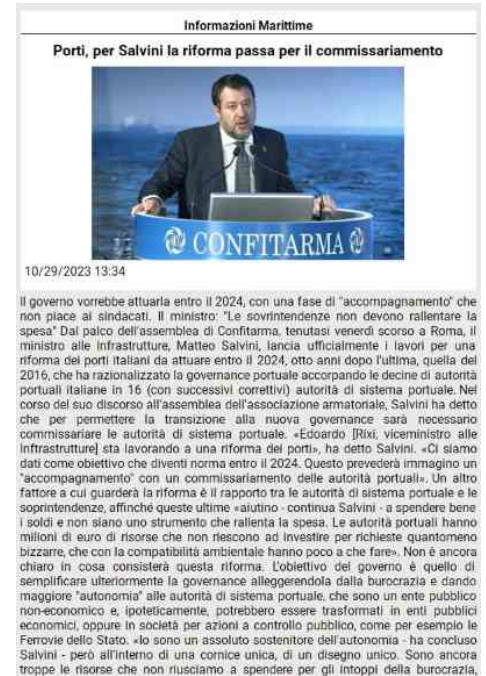 Informazioni Marittime
Porti, per Salvini la riforma passa per il commissariamento
CONFITARMA
10/29/2023 13:34
Il governo vorrebbe attuarla entro il 2024, con una fase di "accompagnamento" che
non piace ai sindacati. Il ministro: "Le sovrintendenze non devono rallentare la
spesa" Dal palco dell'assemblea di Confitarma, tenutasi venerdì scorso a Roma, il
ministro alle Infrastrutture, Matteo Salvini, lancia ufficialmente i lavori per una
riforma dei porti italiani da attuare entro il 2024, otto anni dopo l'ultima, quella del
2016, che ha razionalizzato la governance portuale accorpando le decine di autorità
portuali italiane in 16 (con successivi correttivi) autorità di sistema portuale. Nel
corso del suo discorso all'assemblea dell'associazione armatoriale, Salvini ha detto
che per permettere la transizione alla nuova governance sarà necessario
commissariare le autorità di sistema portuale. «Edoardo [Rixi, viceministro alle
Inftrastrutture] sta lavorando a una riforma dei porti», ha detto Salvini. «Ci siamo
dati come obiettivo che diventi norma entro il 2024. Questo prevederà immagino un
"accompagnamento" con un commissariamento delle autorità portuali». Un altro
fattore a cui guarderà la riforma è il rapporto tra le autorità di sistema portuale e le
soprintendenze, affinché queste ultime «aiutino - continua Salvini - a spendere bene
i soldi e non siano uno strumento che rallenta la spesa. Le autorità portuali hanno
milioni di euro di risorse che non riescono ad investire per richieste quantomeno
bizzarre, che con la compatibilità ambientale hanno poco a che fare». Non è ancora
chiaro in cosa consisterà questa riforma. L'obiettivo del governo è quello di
semplificare ulteriormente la governance alleggerendola dalla burocrazia e dando
maggiore "autonomia" alle autorità di sistema portuale, che sono un ente pubblico
non-economico e, ipoteticamente, potrebbero essere trasformati in enti pubblici
economici, oppure in società per azioni a controllo pubblico, come per esempio le
Ferrovie dello Stato. «Io sono un assoluto sostenitore dell'autonomia - ha concluso
Salvini - però all'interno di una cornice unica, di un disegno unico. Sono ancora
troppe le risorse che non riusciamo a spendere per gli intoppi della burocrazia,